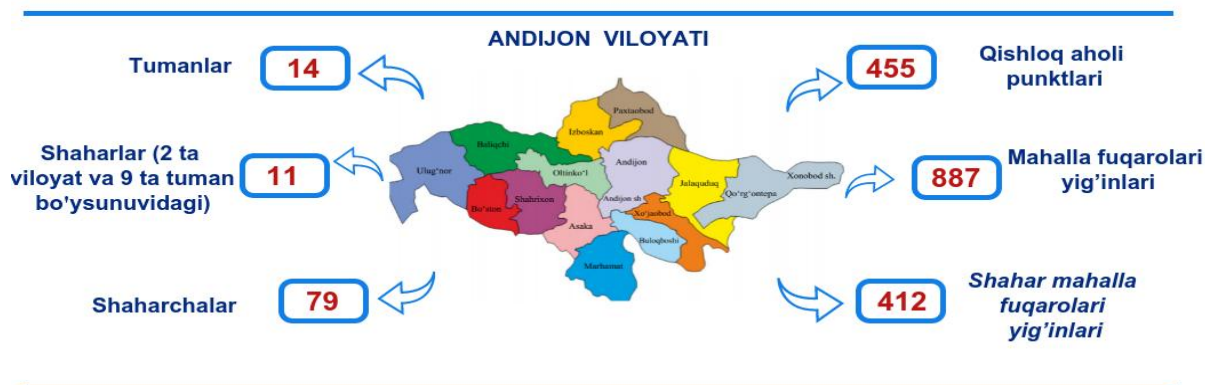 ANDIJON VILOYATI
Tumanlar
14
Shaharlar (2 ta
viloyat va 9 ta tuman
bo'ysunuvidagi)
11
Shaharchalar
79
455
Qishloq aholi
punktlari
887
Mahalla fuqarolari
yig’inlari
412
Shahar mahalla
fuqarolari
yig’inlari
Paxtaobod
Izboskan
Baliqchi
Andijon
Ulug‘nor
Oltinko‘l
Jalaquduq
Xonobod sh.
Qo‘rg‘ontepa
Shahrixon
Andijon sh
Bo‘ston
Xo‘jaobod
Asaka
Buloqboshi
Marhamat